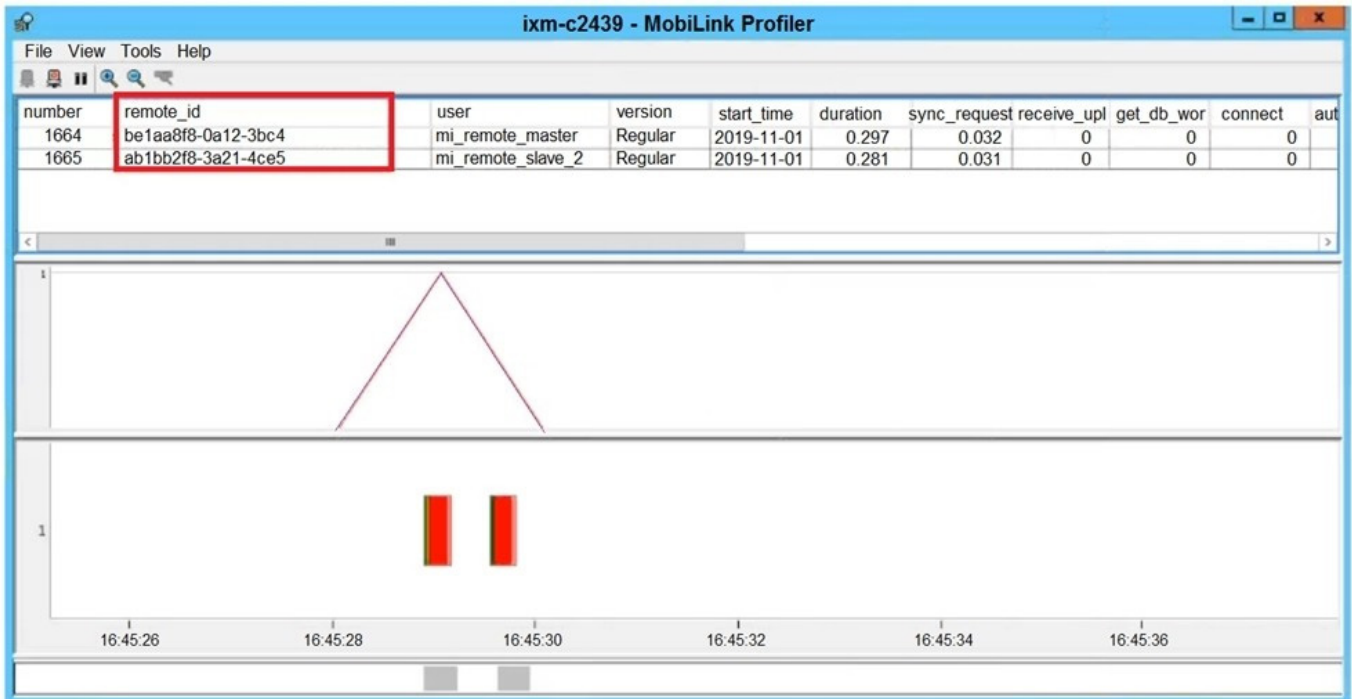 ixm-c2439 - MobiLink Profiler
File View Tools Help
number remote_id user version start_time duration sync_request receive_upl get_db_wor connect aut
1664 be1aa8f8-0a12-3bc4 mi_remote_master Regular 2019-11-01 0.297 0.032 0 0 0
1665 ab1bb2f8-3a21-4ce5 mi_remote_slave_2 Regular 2019-11-01 0.281 0.031 0 0 0
1
1
16:45:26 16:45:28 16:45:30 16:45:32 16:45:34 16:45:36